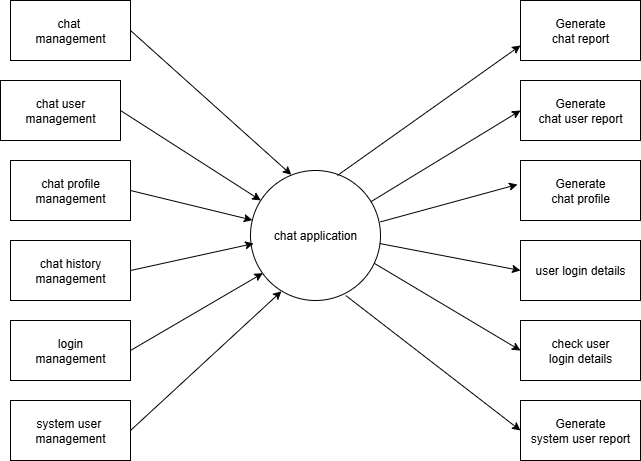 chat
management
chat user
management
chat profile
management
chat history
management
login
management
system user
management
chat application
Generate
chat report
Generate
chat user report
Generate
chat profile
user login details
check user
login details
Generate
system user report